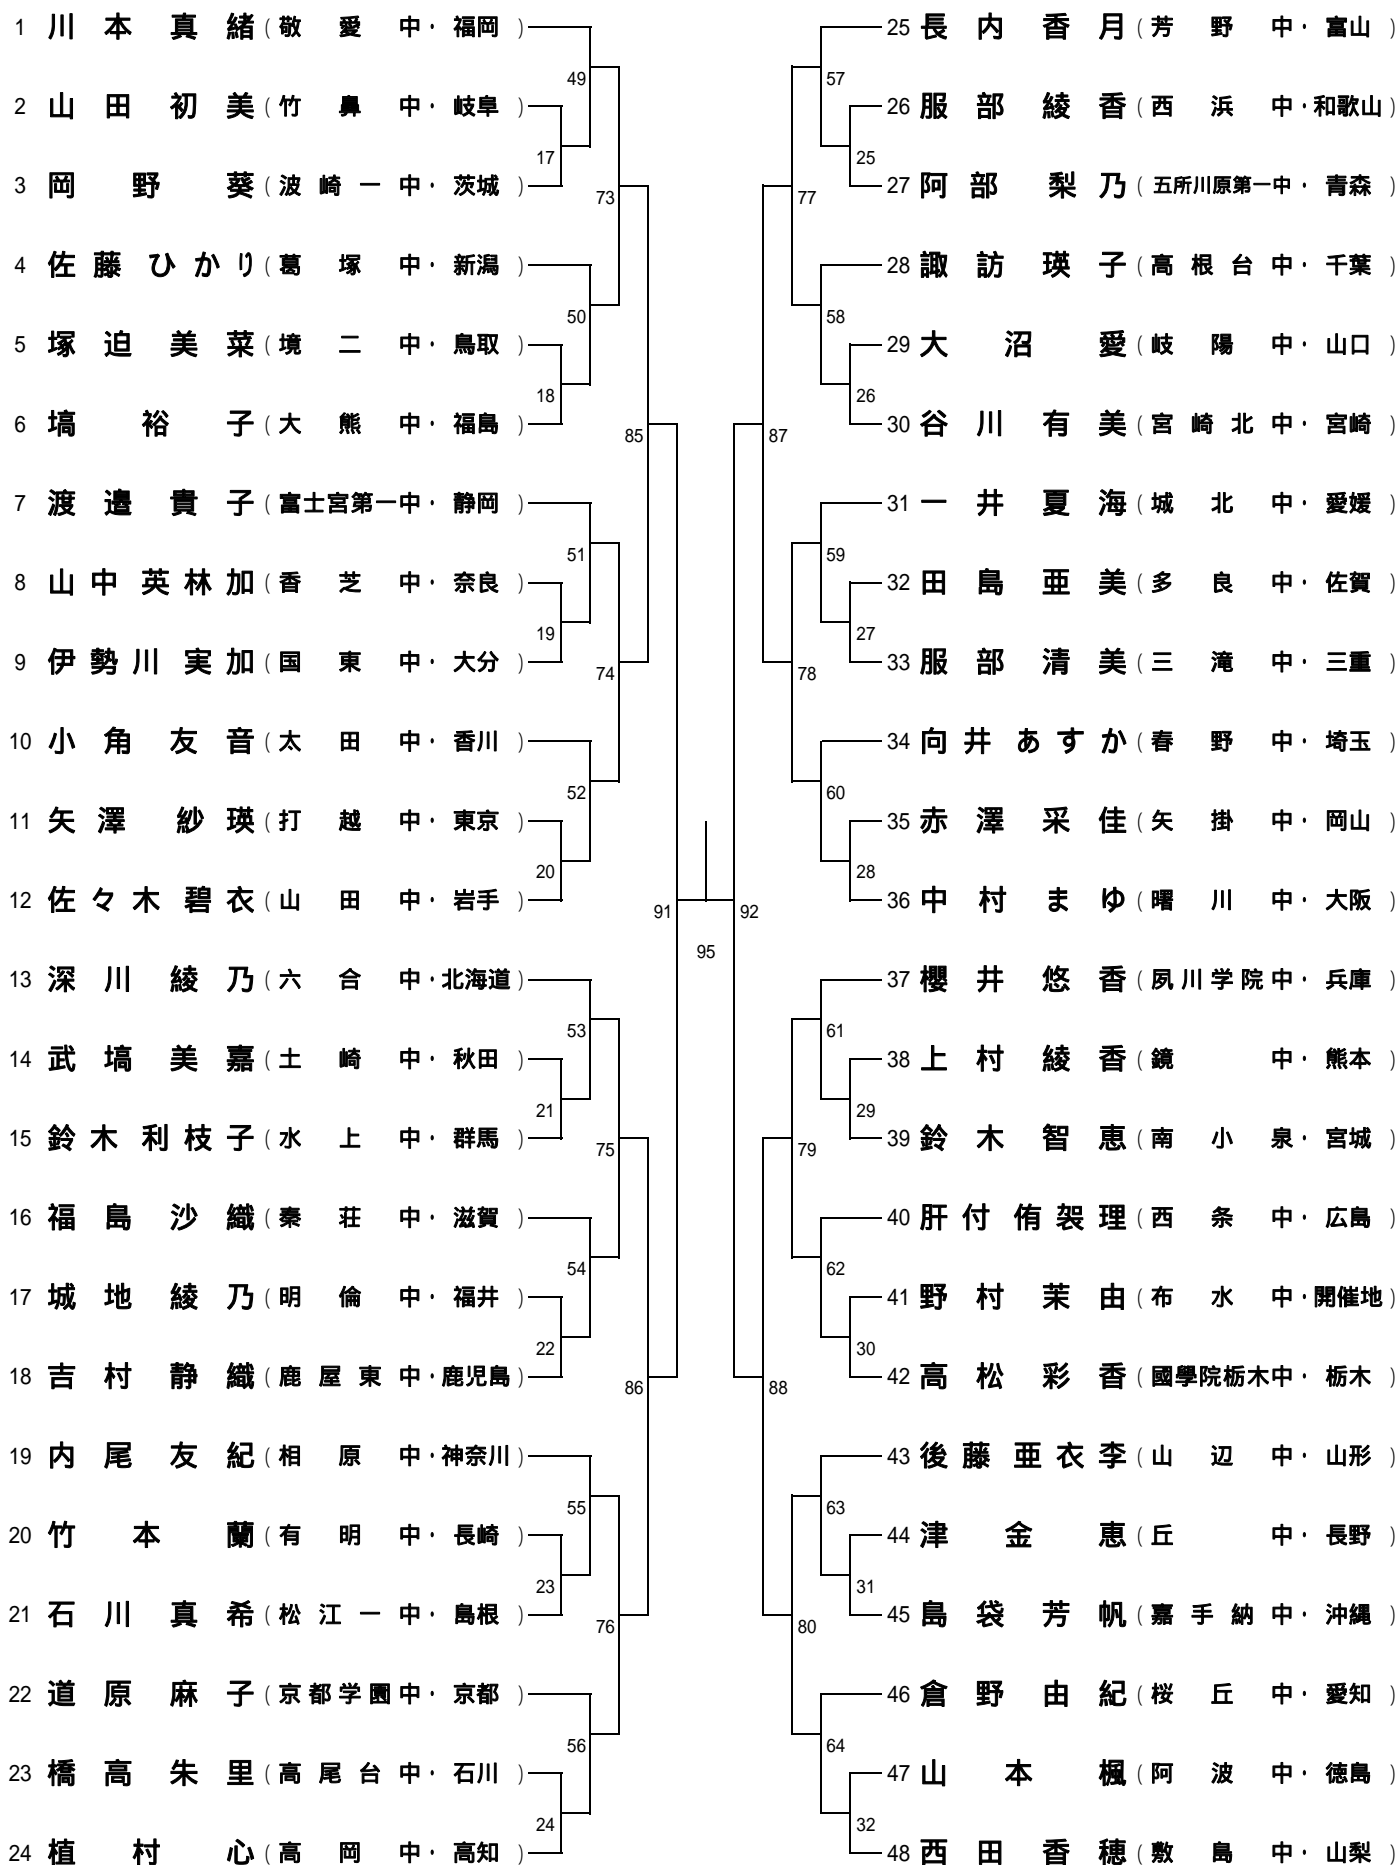 1 川本真緒（敬愛中・福岡）
2 山田初美（竹鼻中・岐阜）
3 岡野葵（波崎一中・茨城）
4 佐藤ひかり（葛塚中・新潟）
5 塚迫美菜（境二中・鳥取）
6 塙裕子（大熊中・福島）
7 渡邉貴子（富士宮第一中・静岡）
8 山中英林加（香芝中・奈良）
9 伊勢川実加（国東中・大分）
10 小角友音（太田中・香川）
11 矢澤紗瑛（打越中・東京）
12 佐々木碧衣（山田中・岩手）
13 深川綾乃（六合中・北海道）
14 武塙美嘉（土崎中・秋田）
15 鈴木利枝子（水上中・群馬）
16 福島沙織（秦荘中・滋賀）
17 城地綾乃（明倫中・福井）
18 吉村静織（鹿屋東中・鹿児島）
19 内尾友紀（相原中・神奈川）
20 竹本蘭（有明中・長崎）
21 石川真希（松江一中・島根）
22 道原麻子（京都学園中・京都）
23 橋高朱里（高尾台中・石川）
24 植村心（高岡中・高知）
49
17
73
50
18
85
51
19
74
52
20
91
53
21
75
54
22
86
55
23
76
56
24
95
92
57
25
77
58
26
87
59
27
78
60
28
61
29
79
62
30
88
63
31
80
64
32
25 長内香月（芳野中・富山）
26 服部綾香（西浜中・和歌山）
27 阿部梨乃（五所川原第一中・青森）
28 諏訪瑛子（高根台中・千葉）
29 大沼愛（岐陽中・山口）
30 谷川有美（宮崎北中・宮崎）
31 一井夏海（城北中・愛媛）
32 田島亜美（多良中・佐賀）
33 服部清美（三滝中・三重）
34 向井あすか（春野中・埼玉）
35 赤澤采佳（矢掛中・岡山）
36 中村まゆ（曙川中・大阪）
37 櫻井悠香（夙川学院中・兵庫）
38 上村綾香（鏡中・熊本）
39 鈴木智恵（南小泉・宮城）
40 肝付侑袈理（西条中・広島）
41 野村茉由（布水中・開催地）
42 高松彩香（國學院栃木中・栃木）
43 後藤亜衣李（山辺中・山形）
44 津金恵（丘中・長野）
45 島袋芳帆（嘉手納中・沖縄）
46 倉野由紀（桜丘中・愛知）
47 山本楓（阿波中・徳島）
48 西田香穂（敷島中・山梨）